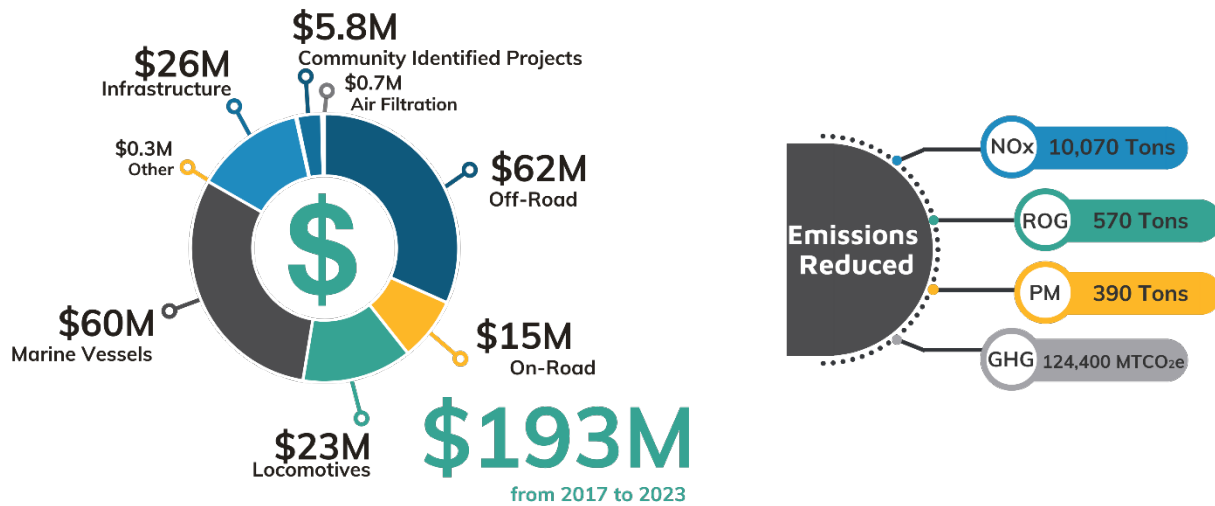 $5.8M
Community Identified Projects
$26M
Infrastructure
$0.7M
Air Filtration
$0.3M
Other
$62M
Off-Road
$
$60M
Marine Vessels
$15M
On-Road
$23M
Locomotives
$193M
from 2017 to 2023
Emissions
Reduced
NOx 10,070 Tons
ROG 570 Tons
PM 390 Tons
GHG 124,400 MTCO₂e